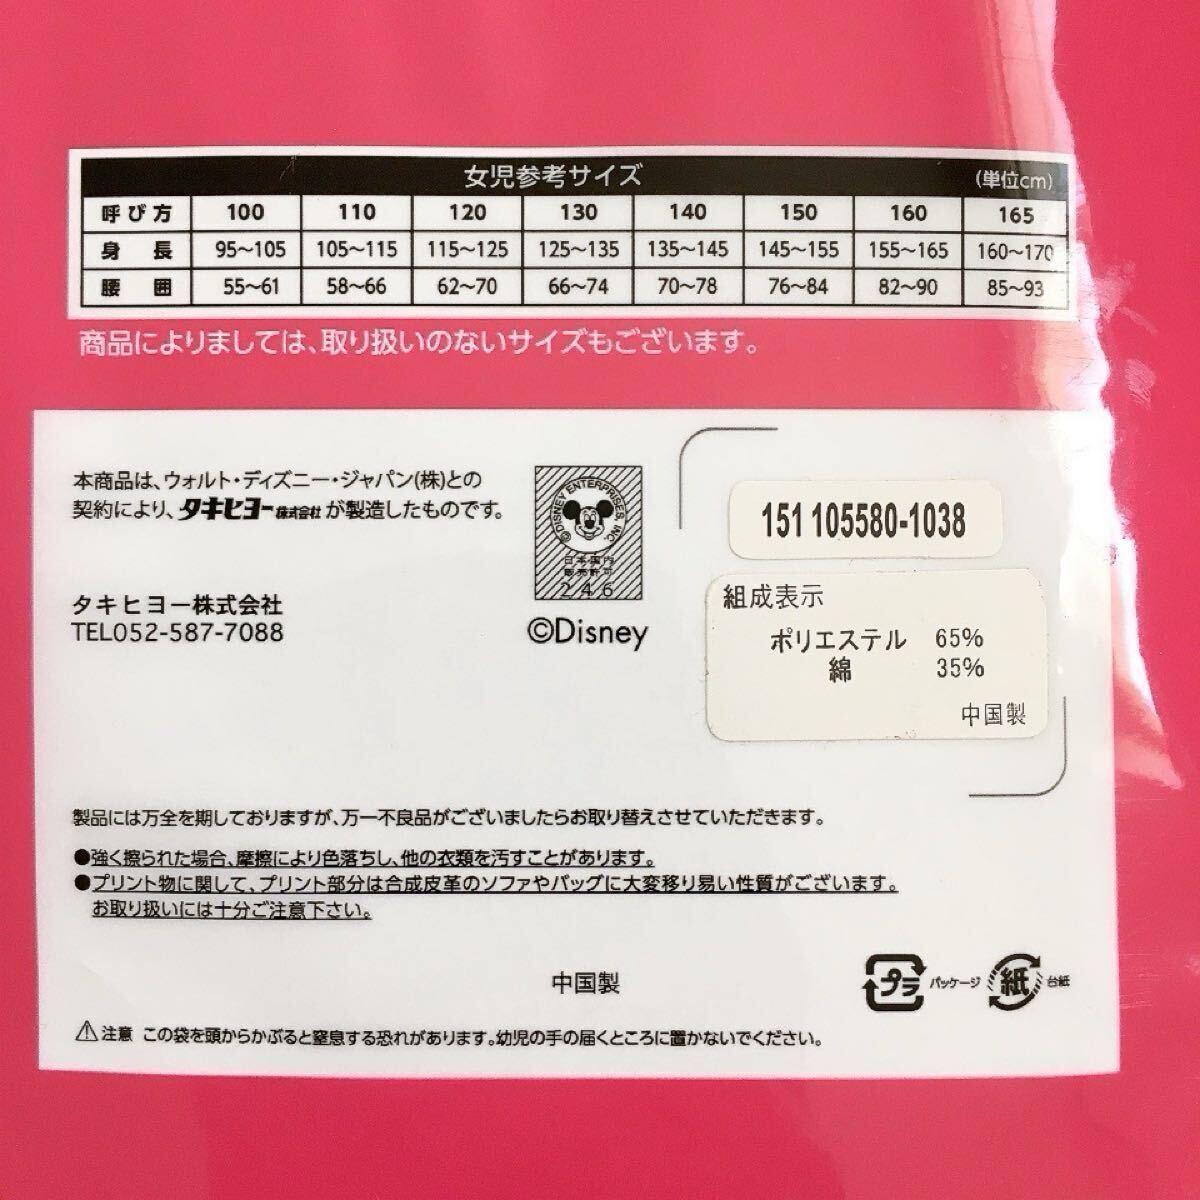 女児参考サイズ (単位cm)
呼び方 100 110 120 130 140 150 160 165
身長 95〜105 105〜115 115〜125 125〜135 135〜145 145〜155 155〜165 160〜170
腰囲 55〜61 58〜66 62〜70 66〜74 70〜78 76〜84 82〜90 85〜93
商品によりましては、取り扱いのないサイズもございます。
本商品は、ウォルト・ディズニー・ジャパン(株)との
契約により、タキヒヨー株式会社が製造したものです。
タキヒヨー株式会社
TEL052-587-7088
©DISNEY ENTERPRISES, INC.
日本国内
販売許可
246
©Disney
151 105580-1038
組成表示
ポリエステル 65%
綿 35%
中国製
製品には万全を期しておりますが、万一不良品がございましたらお取り替えさせていただきます。
●強く擦られた場合、摩擦により色落ちし、他の衣類を汚すことがあります。
●プリント物に関して、プリント部分は合成皮革のソファやバッグに大変移り易い性質がございます。
お取り扱いには十分ご注意下さい。
中国製
プラ パッケージ 紙 台紙
⚠注意 この袋を頭からかぶると窒息する恐れがあります。幼児の手の届くところに置かないでください。